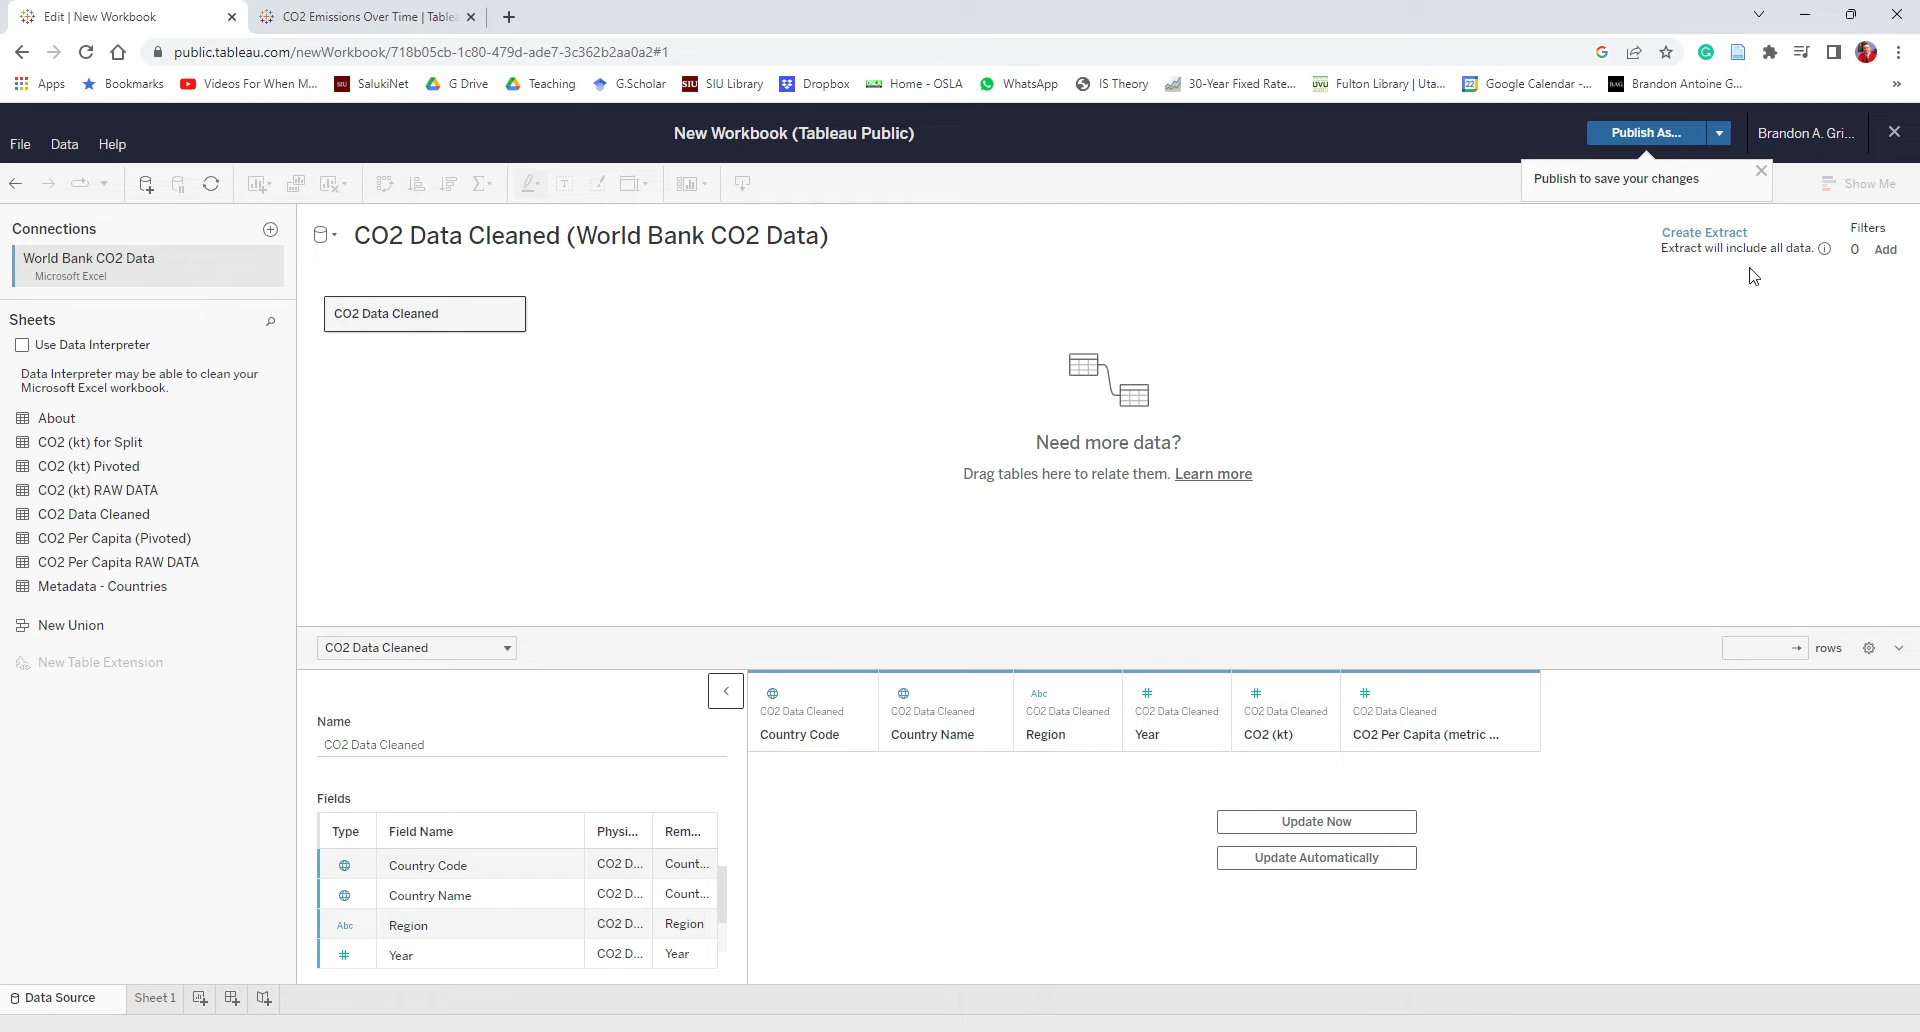 Edit | New Workbook
CO2 Emissions Over Time | Table
public.tableau.com/newWorkbook/718b05cb-1c80-479d-ade7-3c362b2aa0a2#1
Apps
Bookmarks
Videos For When M...
SIU
SalukiNet
G Drive
Teaching
G.Scholar
SIU
SIU Library
Dropbox
Home - OSLA
WhatsApp
IS Theory
30-Year Fixed Rate...
UVU
Fulton Library | Uta...
22
Google Calendar -...
BAG
Brandon Antoine G...
»
File
Data
Help
New Workbook (Tableau Public)
Publish As...
Brandon A. Gri...
Publish to save your changes
Show Me
Connections
World Bank CO2 Data
Microsoft Excel
CO2 Data Cleaned (World Bank CO2 Data)
Create Extract
Extract will include all data.
Filters
0 Add
Sheets
Use Data Interpreter
Data Interpreter may be able to clean your
Microsoft Excel workbook.
About
CO2 (kt) for Split
CO2 (kt) Pivoted
CO2 (kt) RAW DATA
CO2 Data Cleaned
CO2 Per Capita (Pivoted)
CO2 Per Capita RAW DATA
Metadata - Countries
New Union
New Table Extension
CO2 Data Cleaned
Need more data?
Drag tables here to relate them. Learn more
CO2 Data Cleaned
rows
Name
CO2 Data Cleaned
Fields
Type
Field Name
Physi...
Rem...
Country Code
CO2 D...
Count...
Country Name
CO2 D...
Count...
Abc
Region
CO2 D...
Region
#
Year
CO2 D...
Year
CO2 Data Cleaned
Country Code
CO2 Data Cleaned
Country Name
Abc
CO2 Data Cleaned
Region
#
CO2 Data Cleaned
Year
#
CO2 Data Cleaned
CO2 (kt)
#
CO2 Data Cleaned
CO2 Per Capita (metric ...
Update Now
Update Automatically
Data Source
Sheet 1